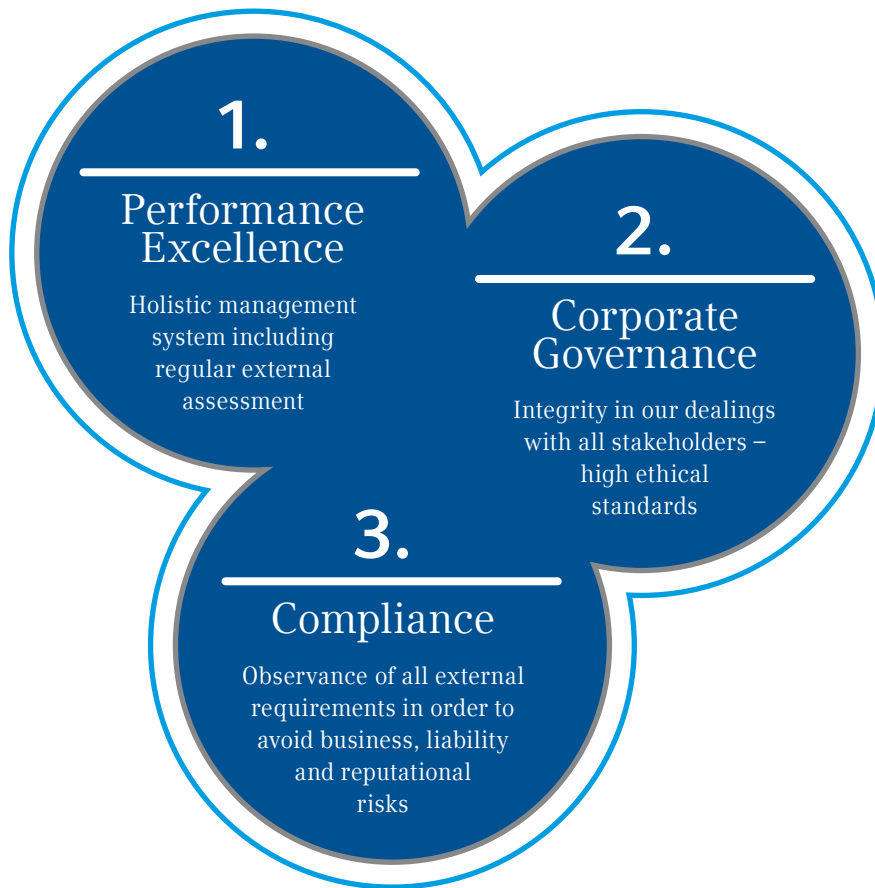 1.
Performance
Excellence
Holistic management
system including
regular external
assessment
2.
Corporate
Governance
Integrity in our dealings
with all stakeholders –
high ethical
standards
3.
Compliance
Observance of all external
requirements in order to
avoid business, liability
and reputational
risks